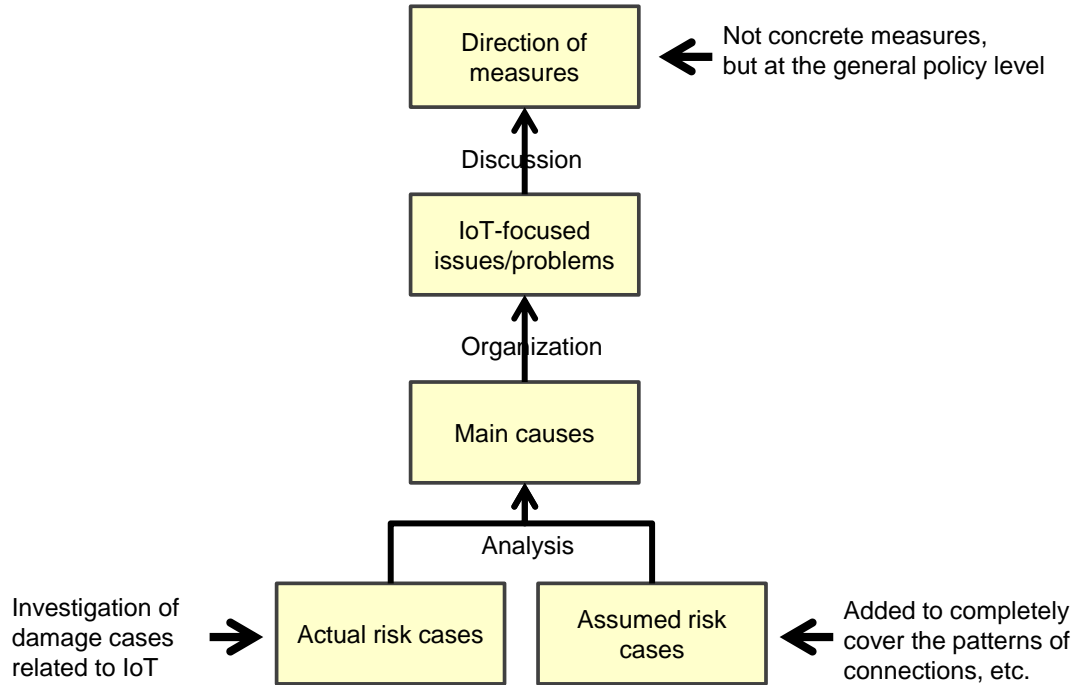 Direction of
measures
Not concrete measures,
but at the general policy level
Discussion
IoT-focused
issues/problems
Organization
Main causes
Analysis
Investigation of
damage cases
related to IoT
Actual risk cases
Assumed risk
cases
Added to completely
cover the patterns of
connections, etc.